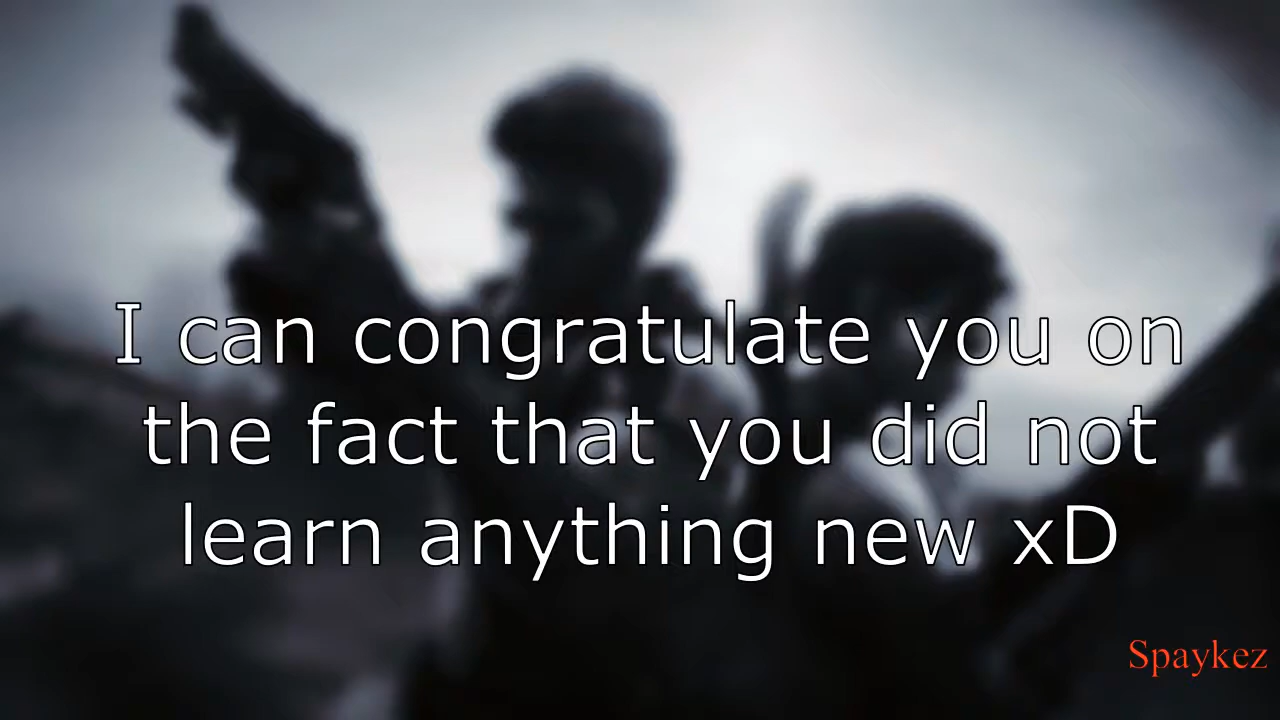 I can congratulate you on
the fact that you did not
learn anything new xD
Spaykez